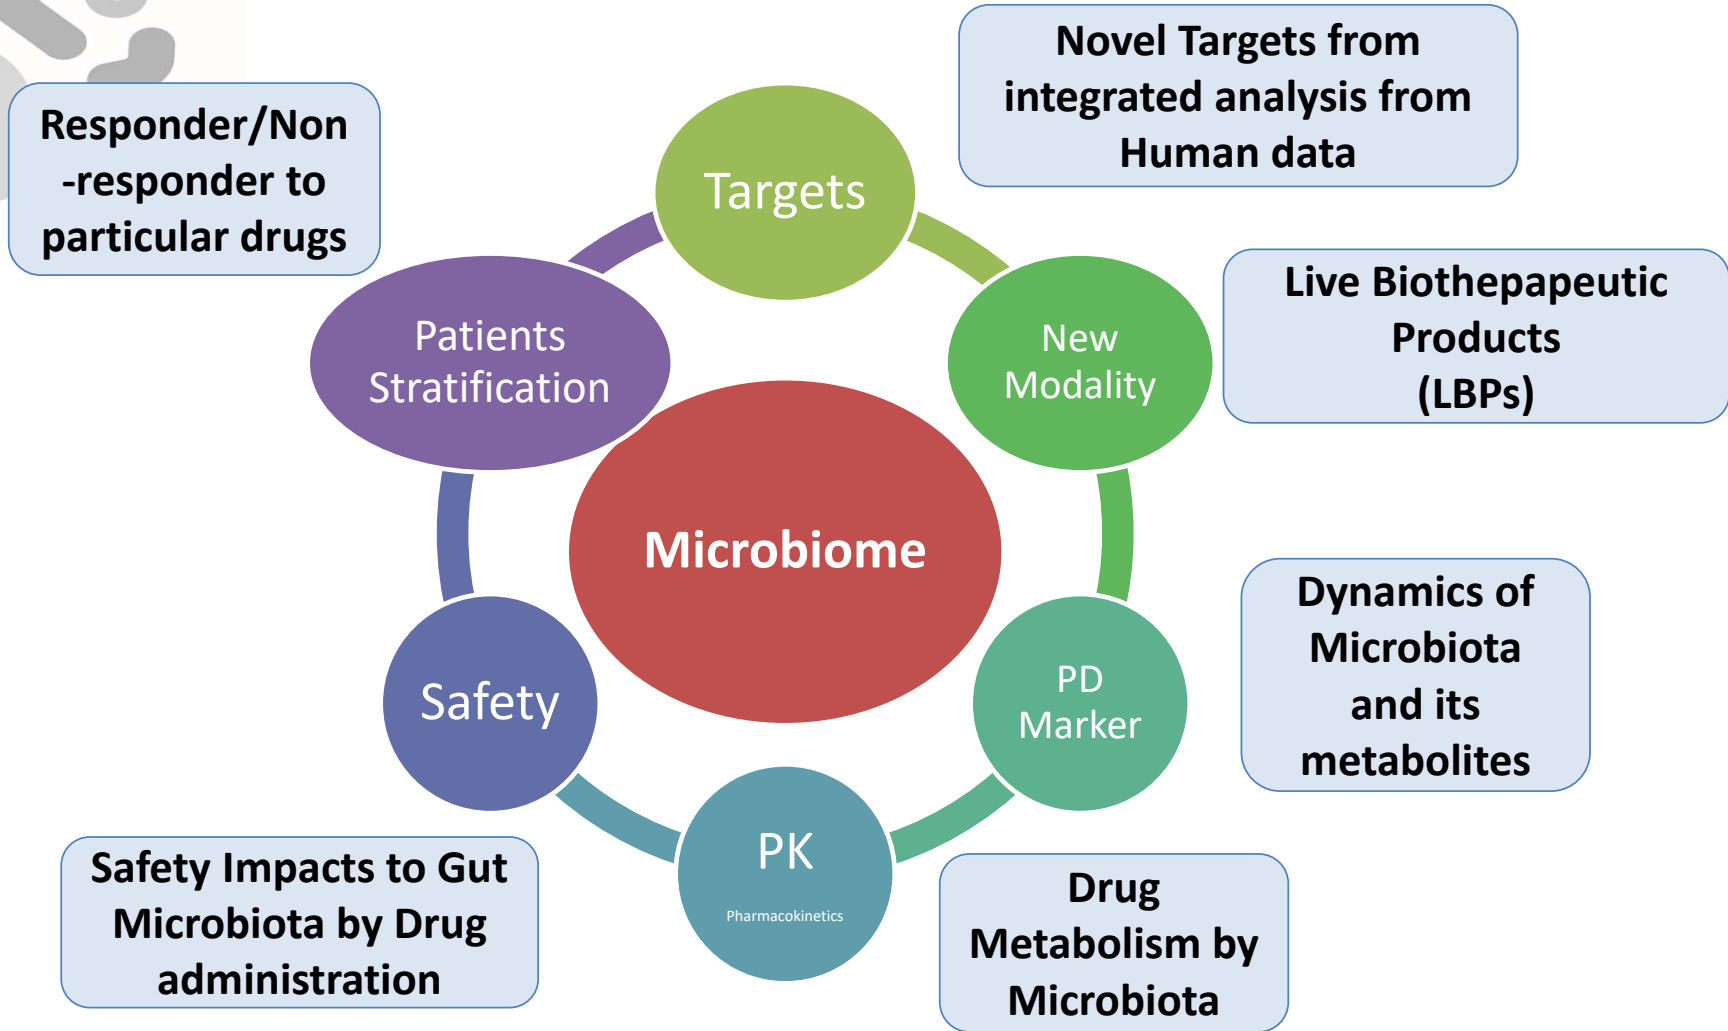 Novel Targets from
integrated analysis from
Human data
Responder/Non
-responder to
particular drugs
Targets
Live Biothepapeutic
Products
(LBPs)
Patients
Stratification
New
Modality
Microbiome
Dynamics of
Microbiota
and its
metabolites
Safety
PD
Marker
PK
Pharmacokinetics
Safety Impacts to Gut
Microbiota by Drug
administration
Drug
Metabolism by
Microbiota